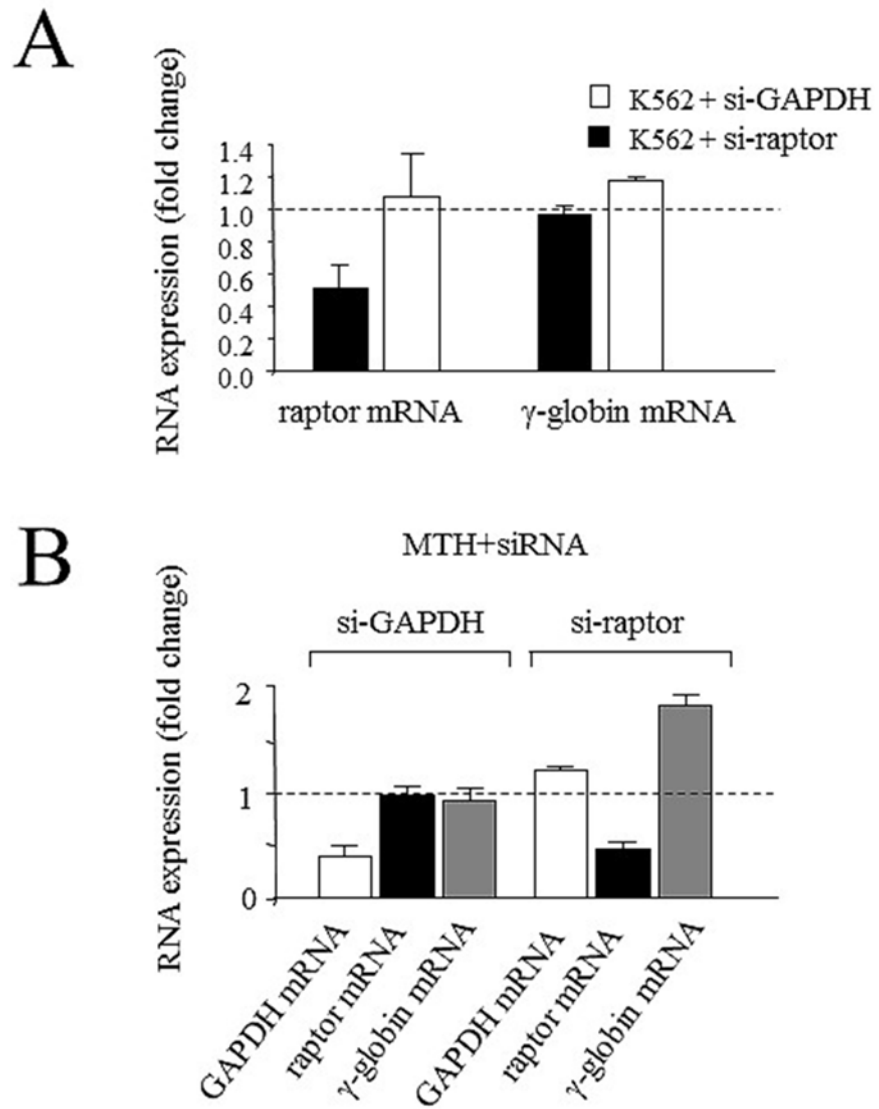 A
RNA expression (fold change)
K562 + si-GAPDH
K562 + si-raptor
1.4
1.2
1.0
0.8
0.6
0.4
0.2
0.0
raptor mRNA
γ-globin mRNA
B
MTH+siRNA
RNA expression (fold change)
si-GAPDH
si-raptor
2
1
0
GAPDH mRNA
raptor mRNA
γ-globin mRNA
GAPDH mRNA
raptor mRNA
γ-globin mRNA